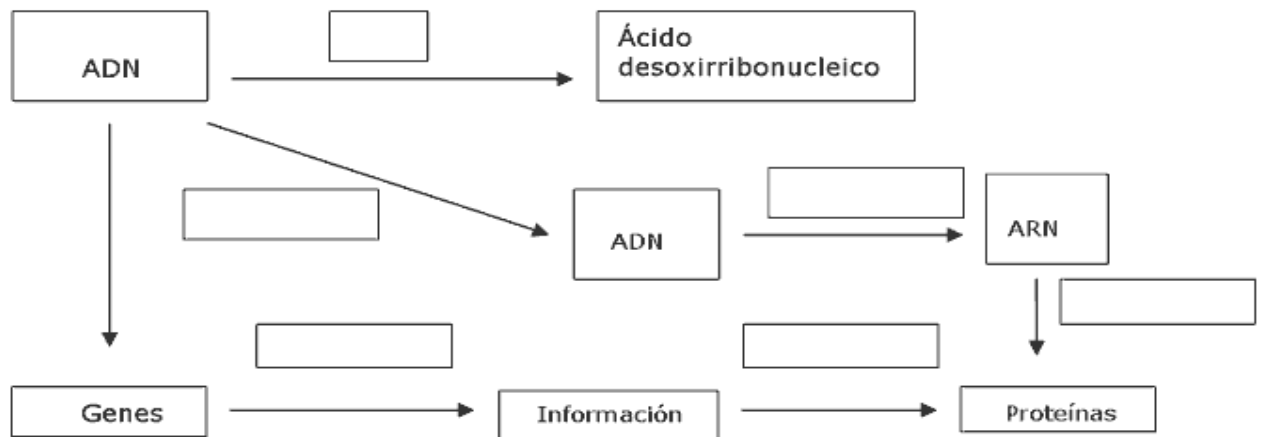 ADN
Ácido
desoxirribonucleico
ADN
ARN
Genes
Información
Proteínas